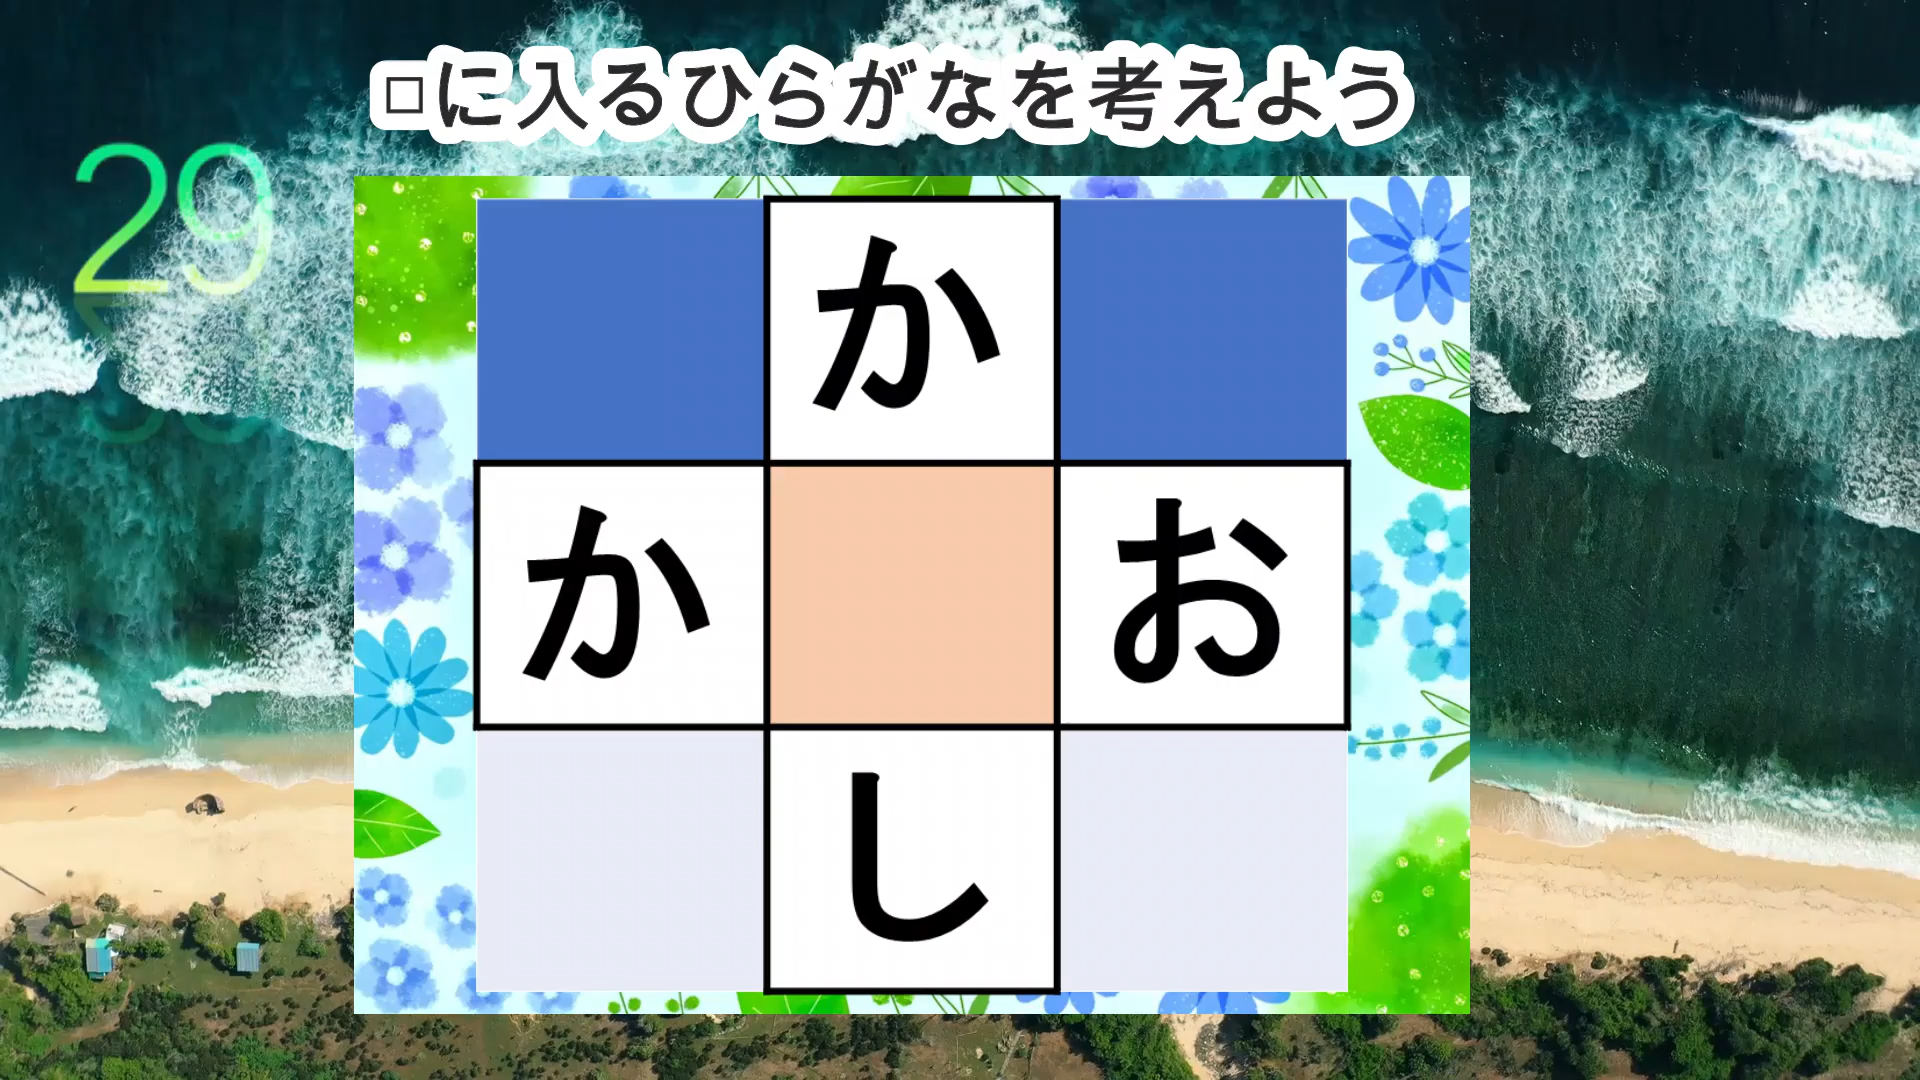 □に入るひらがなを考えよう
29
か
か お
し